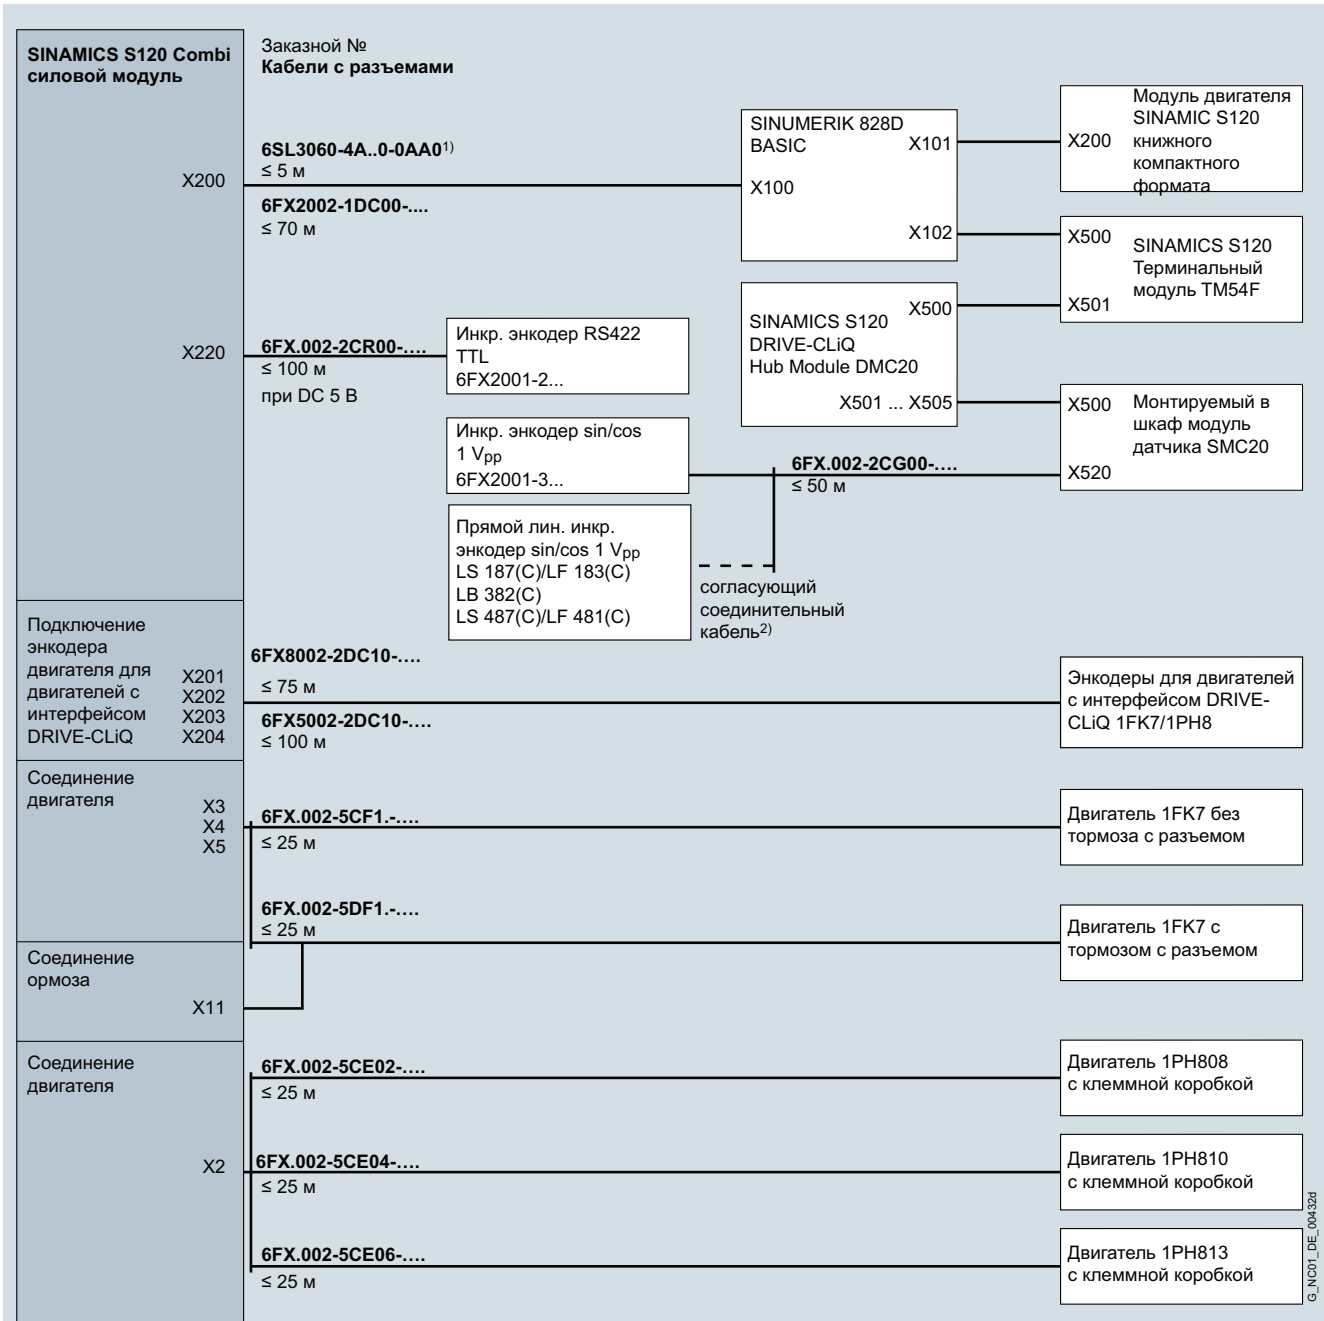 SINAMICS S120 Combi
силовой модуль
Заказной №
Кабели с разъемами
X200
6SL3060-4A..0-0AA0¹⁾
≤ 5 м
6FX2002-1DC00-....
≤ 70 м
SINUMERIK 828D
BASIC
X101
X100
X102
X200
Модуль двигателя
SINAMIC S120
книжного
компактного
формата
X500
X501
SINAMICS S120
Терминальный
модуль TM54F
X220
6FX.002-2CR00-....
≤ 100 м
при DC 5 В
Инкр. энкодер RS422
TTL
6FX2001-2...
X500
SINAMICS S120
DRIVE-CLiQ
Hub Module DMC20
X501 ... X505
X500
X520
Монтируемый в
шкаф модуль
датчика SMC20
Инкр. энкодер sin/cos
1 Vpp
6FX2001-3...
6FX.002-2CG00-....
≤ 50 м
Прямой лин. инкр.
энкодер sin/cos 1 Vpp
LS 187(C)/LF 183(C)
LB 382(C)
LS 487(C)/LF 481(C)
согласующий
соединительный
кабель²⁾
Подключение
энкодера
двигателя для
двигателей с
интерфейсом
DRIVE-CLiQ
X201
X202
X203
X204
6FX8002-2DC10-....
≤ 75 м
6FX5002-2DC10-....
≤ 100 м
Энкодеры для двигателей
с интерфейсом DRIVE-
CLiQ 1FK7/1PH8
Соединение
двигателя
X3
X4
X5
6FX.002-5CF1.-....
≤ 25 м
Двигатель 1FK7 без
тормоза с разъемом
6FX.002-5DF1.-....
≤ 25 м
Двигатель 1FK7 с
тормозом с разъемом
Соединение
ормоза
X11
Соединение
двигателя
X2
6FX.002-5CE02-....
≤ 25 м
Двигатель 1PH808
с клеммной коробкой
6FX.002-5CE04-....
≤ 25 м
Двигатель 1PH810
с клеммной коробкой
6FX.002-5CE06-....
≤ 25 м
Двигатель 1PH813
с клеммной коробкой
G_NC01_DE_00432d